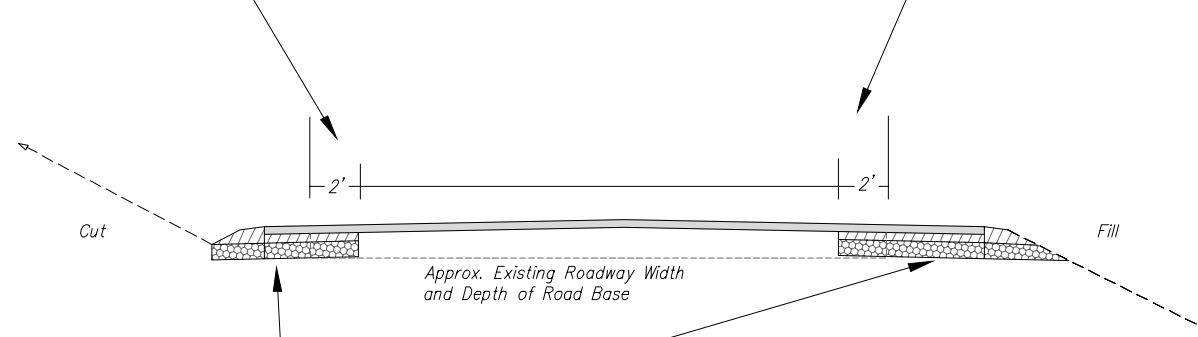 2'
2'
Cut
Fill
Approx. Existing Roadway Width
and Depth of Road Base